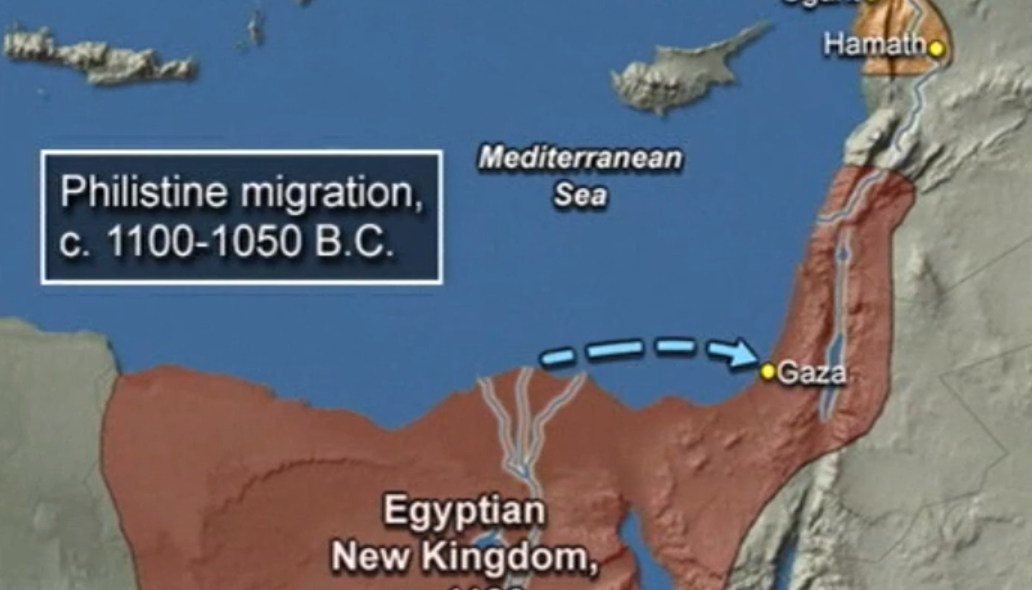 Hamath
Mediterranean
Sea
Philistine migration,
c. 1100-1050 B.C.
Gaza
Egyptian
New Kingdom,